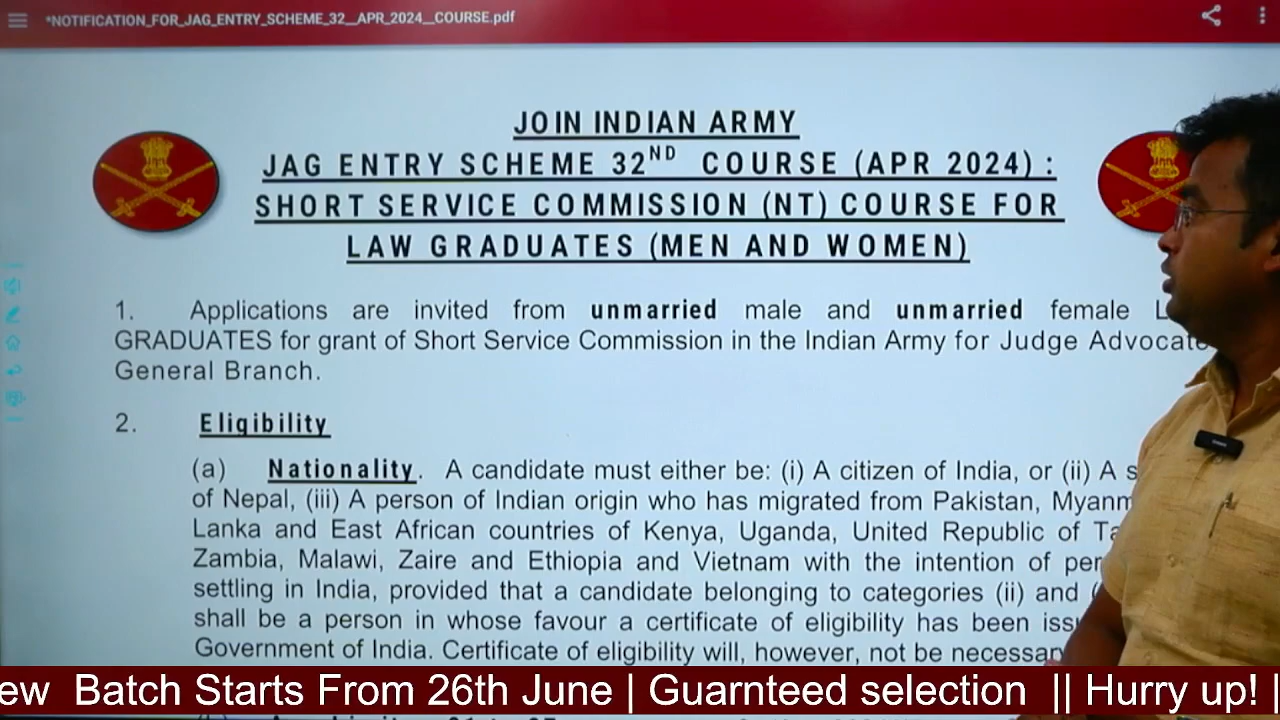 *NOTIFICATION_FOR_JAG_ENTRY_SCHEME_32__APR_2024__COURSE.pdf
JOIN INDIAN ARMY
JAG ENTRY SCHEME 32ND COURSE (APR 2024) :
SHORT SERVICE COMMISSION (NT) COURSE FOR
LAW GRADUATES (MEN AND WOMEN)
1. Applications are invited from unmarried male and unmarried female
GRADUATES for grant of Short Service Commission in the Indian Army for Judge Advocate
General Branch.
2. Eligibility
(a) Nationality. A candidate must either be: (i) A citizen of India, or (ii) A
of Nepal, (iii) A person of Indian origin who has migrated from Pakistan,
Lanka and East African countries of Kenya, Uganda, United Republic of
Zambia, Malawi, Zaire and Ethiopia and Vietnam with the intention of
settling in India, provided that a candidate belonging to categories (ii) and
shall be a person in whose favour a certificate of eligibility has been
Government of India. Certificate of eligibility will, however, not be
ew Batch Starts From 26th June | Guarnteed selection || Hurry up! |